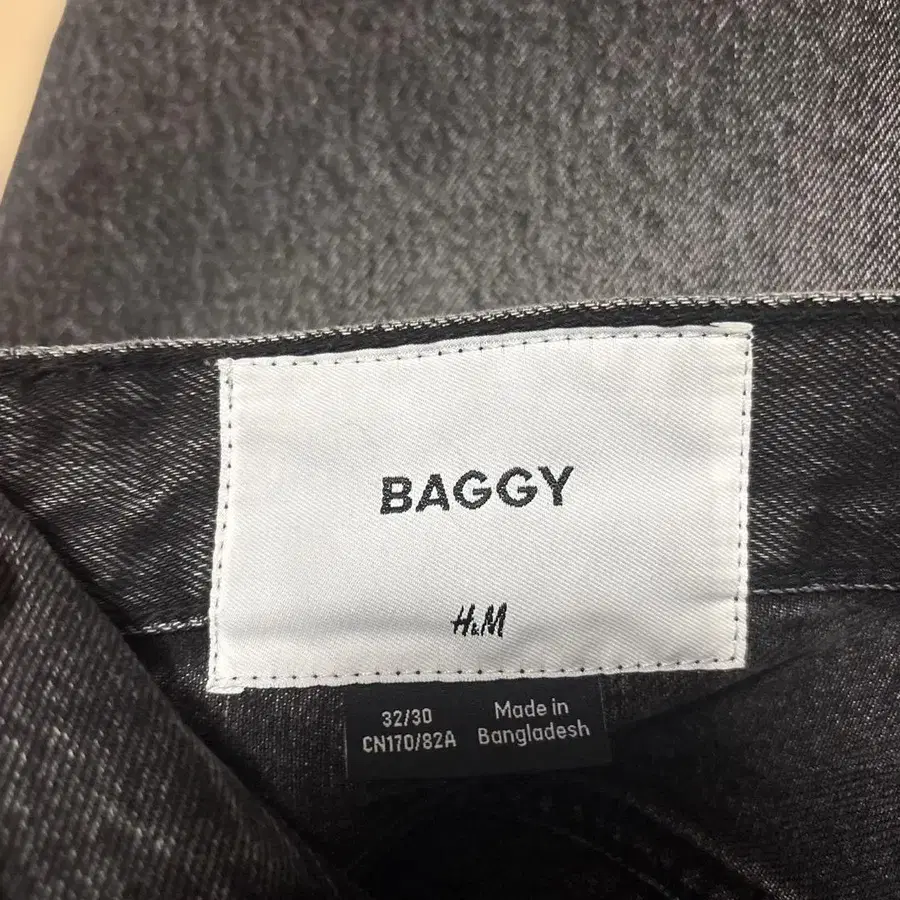 BAGGY
H&M
32/30
CN170/82A
Made in
Bangladesh